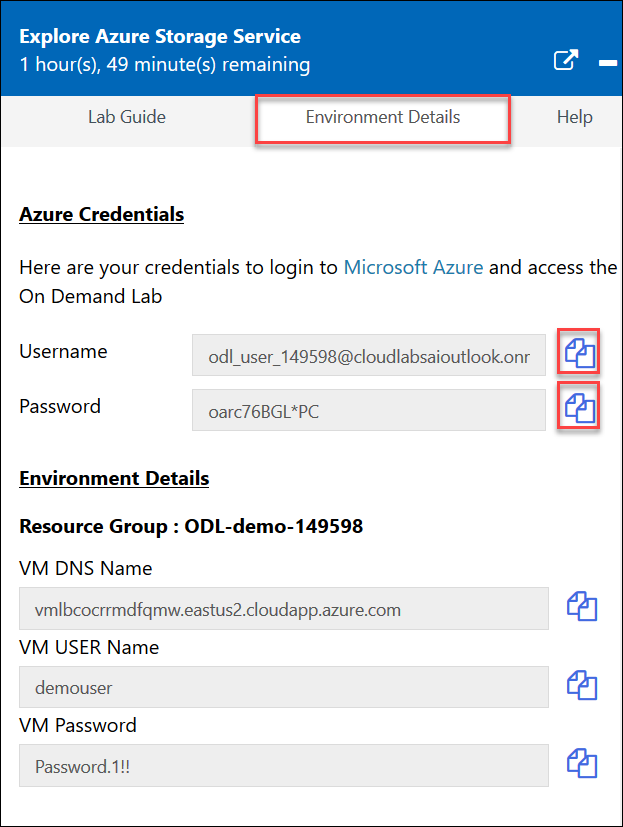 Explore Azure Storage Service
1 hour(s), 49 minute(s) remaining
Lab Guide
Environment Details
Help
Azure Credentials
Here are your credentials to login to Microsoft Azure and access the
On Demand Lab
Username
odl_user_149598@cloudlabsaioutlook.onr
Password
oarc76BGL*PC
Environment Details
Resource Group : ODL-demo-149598
VM DNS Name
vmlbcocrrmdfqmw.eastus2.cloudapp.azure.com
VM USER Name
demouser
VM Password
Password.1!!